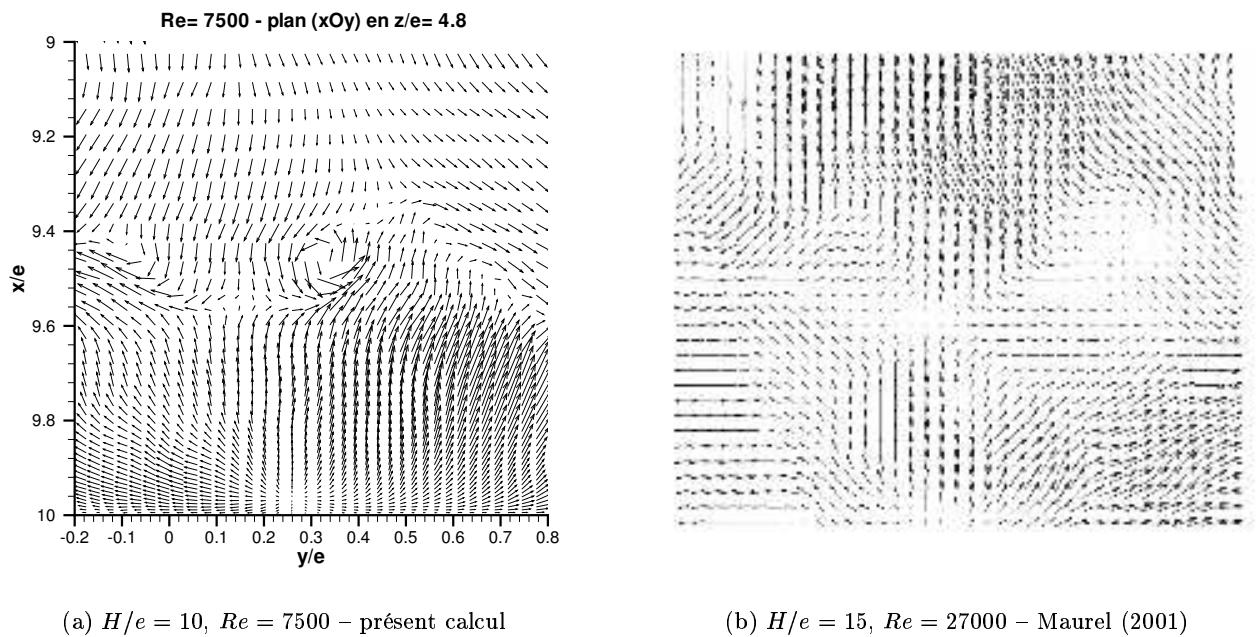 Re= 7500 - plan (xOy) en z/e= 4.8
9
9.2
9.4
9.6
9.8
10
x/e
-0.2 -0.1 0 0.1 0.2 0.3 0.4 0.5 0.6 0.7 0.8
y/e
(a) H/e = 10, Re = 7500 – présent calcul
(b) H/e = 15, Re = 27000 – Maurel (2001)